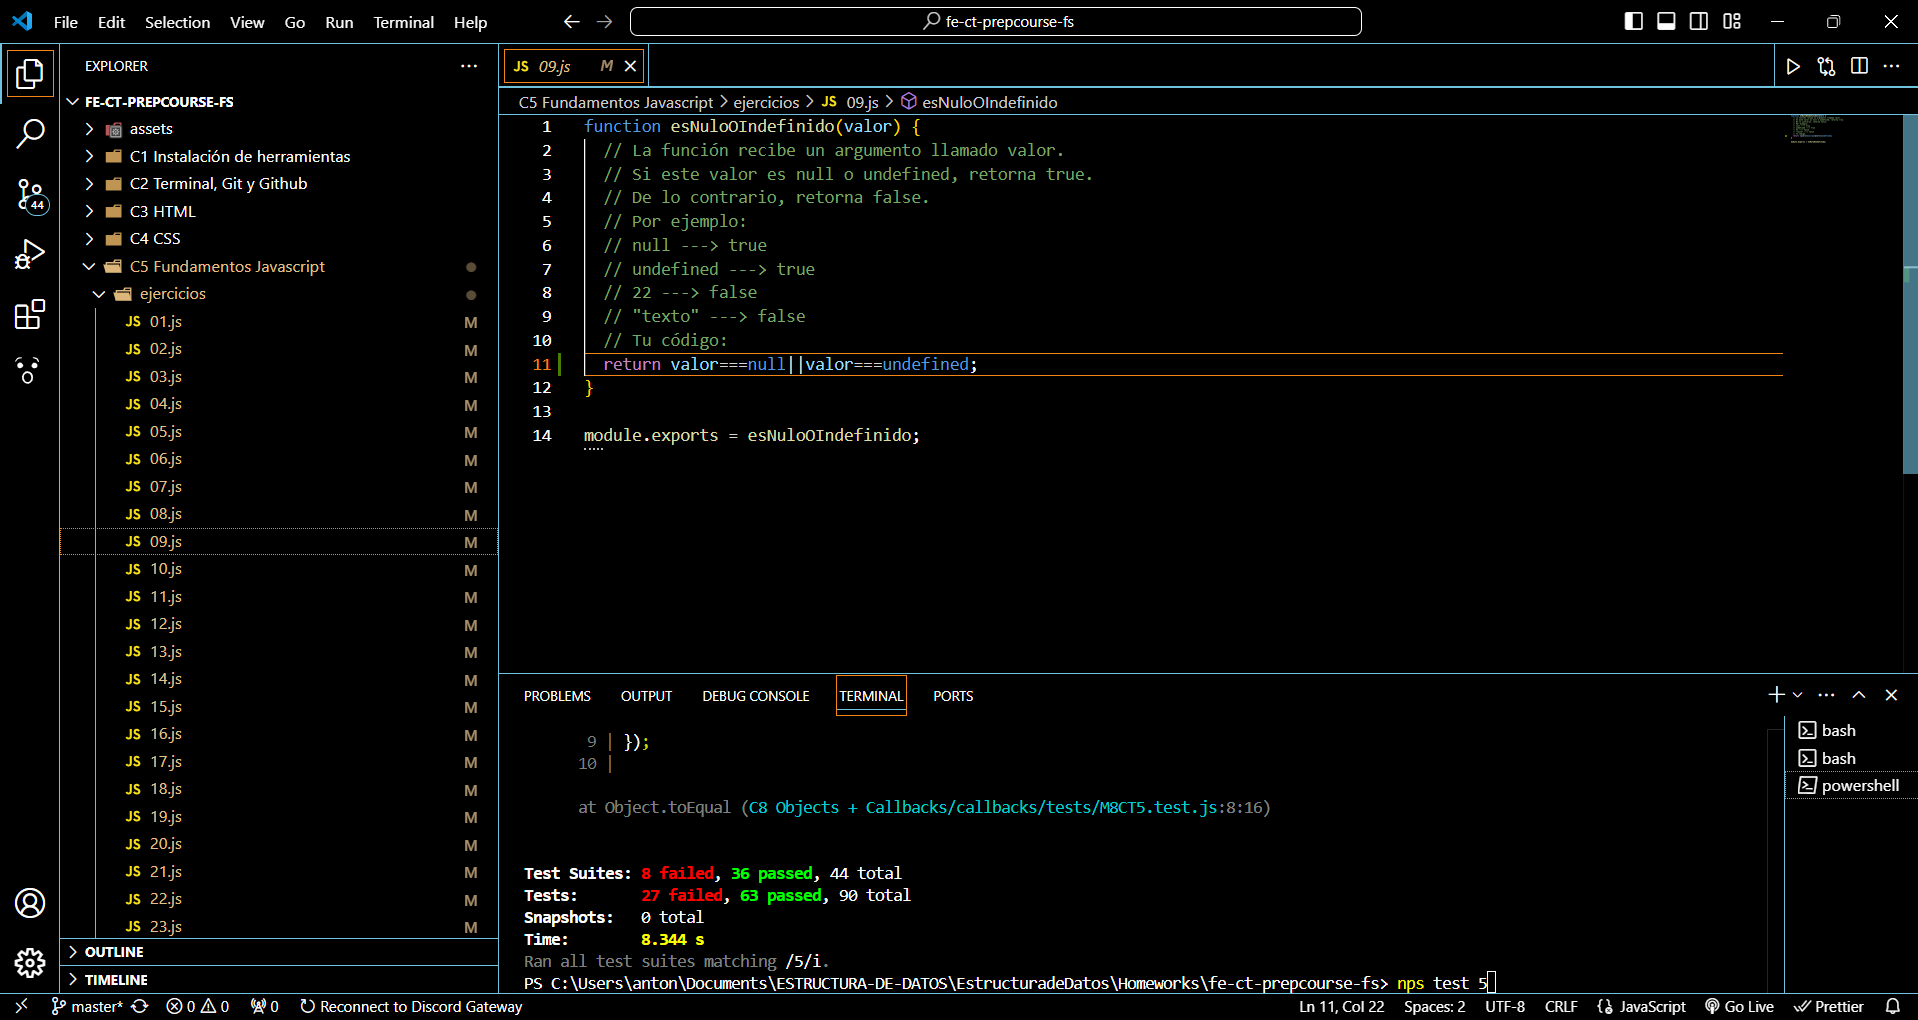 File Edit Selection View Go Run Terminal Help
fe-ct-prepcourse-fs
EXPLORER
FE-CT-PREPCOURSE-FS
assets
C1 Instalación de herramientas
C2 Terminal, Git y Github
C3 HTML
C4 CSS
C5 Fundamentos Javascript
ejercicios
JS 01.js M
JS 02.js M
JS 03.js M
JS 04.js M
JS 05.js M
JS 06.js M
JS 07.js M
JS 08.js M
JS 09.js M
JS 10.js M
JS 11.js M
JS 12.js M
JS 13.js M
JS 14.js M
JS 15.js M
JS 16.js M
JS 17.js M
JS 18.js M
JS 19.js M
JS 20.js M
JS 21.js M
JS 22.js M
JS 23.js M
OUTLINE
TIMELINE
44
JS 09.js M
C5 Fundamentos Javascript > ejercicios > JS 09.js > esNuloOIndefinido
1 function esNuloOIndefinido(valor) {
2 // La función recibe un argumento llamado valor.
3 // Si este valor es null o undefined, retorna true.
4 // De lo contrario, retorna false.
5 // Por ejemplo:
6 // null ---> true
7 // undefined ---> true
8 // 22 ---> false
9 // "texto" ---> false
10 // Tu código:
11 return valor===null||valor===undefined;
12 }
13
14 module.exports = esNuloOIndefinido;
PROBLEMS OUTPUT DEBUG CONSOLE TERMINAL PORTS
9 | });
10 |
at Object.toEqual (C8 Objects + Callbacks/callbacks/tests/M8CT5.test.js:8:16)
Test Suites: 8 failed, 36 passed, 44 total
Tests: 27 failed, 63 passed, 90 total
Snapshots: 0 total
Time: 8.344 s
Ran all test suites matching /5/i.
PS C:\Users\anton\Documents\ESTRUCTURA-DE-DATOS\EstructuradeDatos\Homeworks\fe-ct-prepcourse-fs> nps test 5
bash
bash
powershell
master* 0 0 0 Reconnect to Discord Gateway
Ln 11, Col 22 Spaces: 2 UTF-8 CRLF {} JavaScript Go Live Prettier